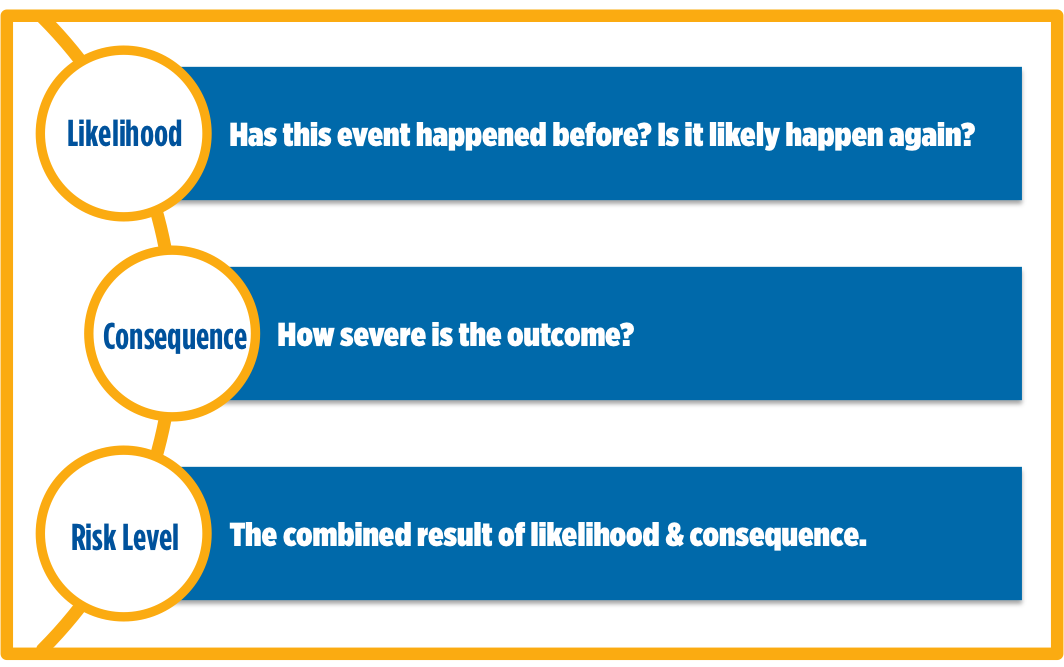 Likelihood
Has this event happened before? Is it likely happen again?
Consequence
How severe is the outcome?
Risk Level
The combined result of likelihood & consequence.